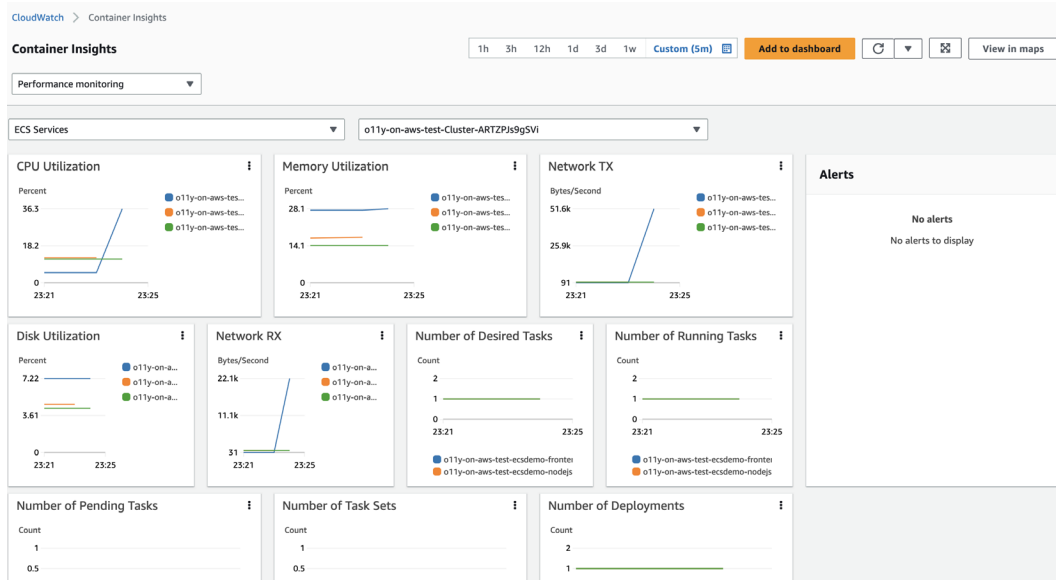 CloudWatch > Container Insights
Container Insights
1h 3h 12h 1d 3d 1w Custom (5m) Add to dashboard View in maps
Performance monitoring
ECS Services
o11y-on-aws-test-Cluster-ARTZPJs9gSVi
CPU Utilization
Percent
36.3
18.2
0
23:21 23:25
o11y-on-aws-tes...
o11y-on-aws-tes...
o11y-on-aws-tes...
Memory Utilization
Percent
28.1
14.1
0
23:21 23:25
o11y-on-aws-tes...
o11y-on-aws-tes...
o11y-on-aws-tes...
Network TX
Bytes/Second
51.6k
25.9k
91
23:21 23:25
o11y-on-aws-tes...
o11y-on-aws-tes...
o11y-on-aws-tes...
Alerts
No alerts
No alerts to display
Disk Utilization
Percent
7.22
3.61
0
23:21 23:25
o11y-on-a...
o11y-on-a...
o11y-on-a...
Network RX
Bytes/Second
22.1k
11.1k
31
23:21 23:25
o11y-on-a...
o11y-on-a...
o11y-on-a...
Number of Desired Tasks
Count
2
1
0
23:21 23:25
o11y-on-aws-test-ecsdemo-fronter
o11y-on-aws-test-ecsdemo-nodejs
Number of Running Tasks
Count
2
1
0
23:21 23:25
o11y-on-aws-test-ecsdemo-fronter
o11y-on-aws-test-ecsdemo-nodejs
Number of Pending Tasks
Count
1
0.5
Number of Task Sets
Count
1
0.5
Number of Deployments
Count
2
1